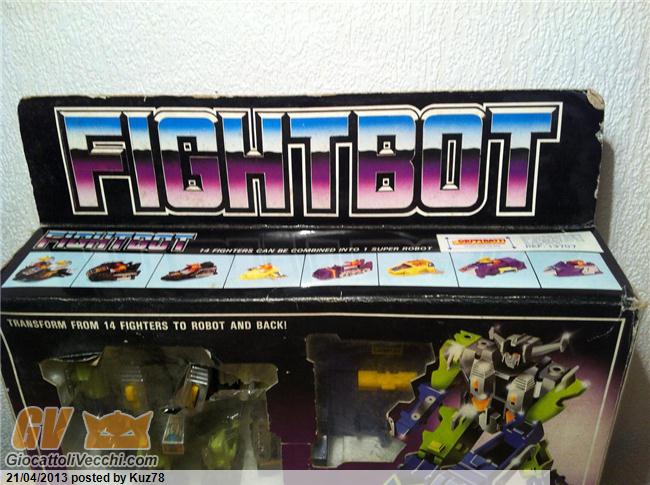 FIGHTBOT
FIGHTBOT
14 FIGHTERS CAN BE COMBINED INTO 1 SUPER ROBOT
TRANSFORM FROM 14 FIGHTERS TO ROBOT AND BACK!
GV
GiocattoliVecchi.com
21/04/2013 posted by Kuz78